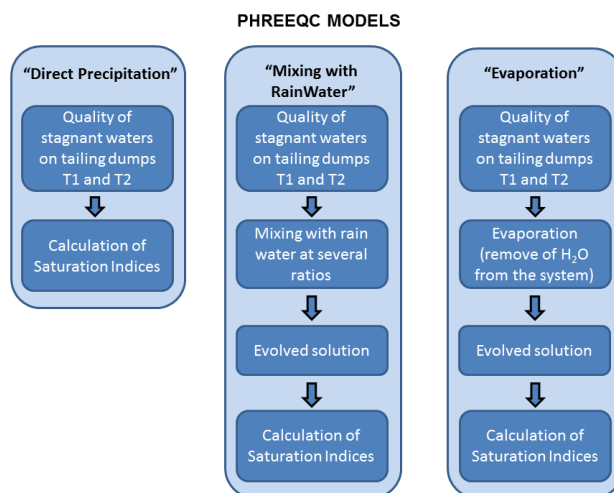 PHREEQC MODELS
“Direct Precipitation”
Quality of
stagnant waters
on tailing dumps
T1 and T2
Calculation of
Saturation Indices
“Mixing with
RainWater”
Quality of
stagnant waters
on tailing dumps
T1 and T2
Mixing with rain
water at several
ratios
Evolved solution
Calculation of
Saturation Indices
“Evaporation”
Quality of
stagnant waters
on tailing dumps
T1 and T2
Evaporation
(remove of H₂O
from the system)
Evolved solution
Calculation of
Saturation Indices